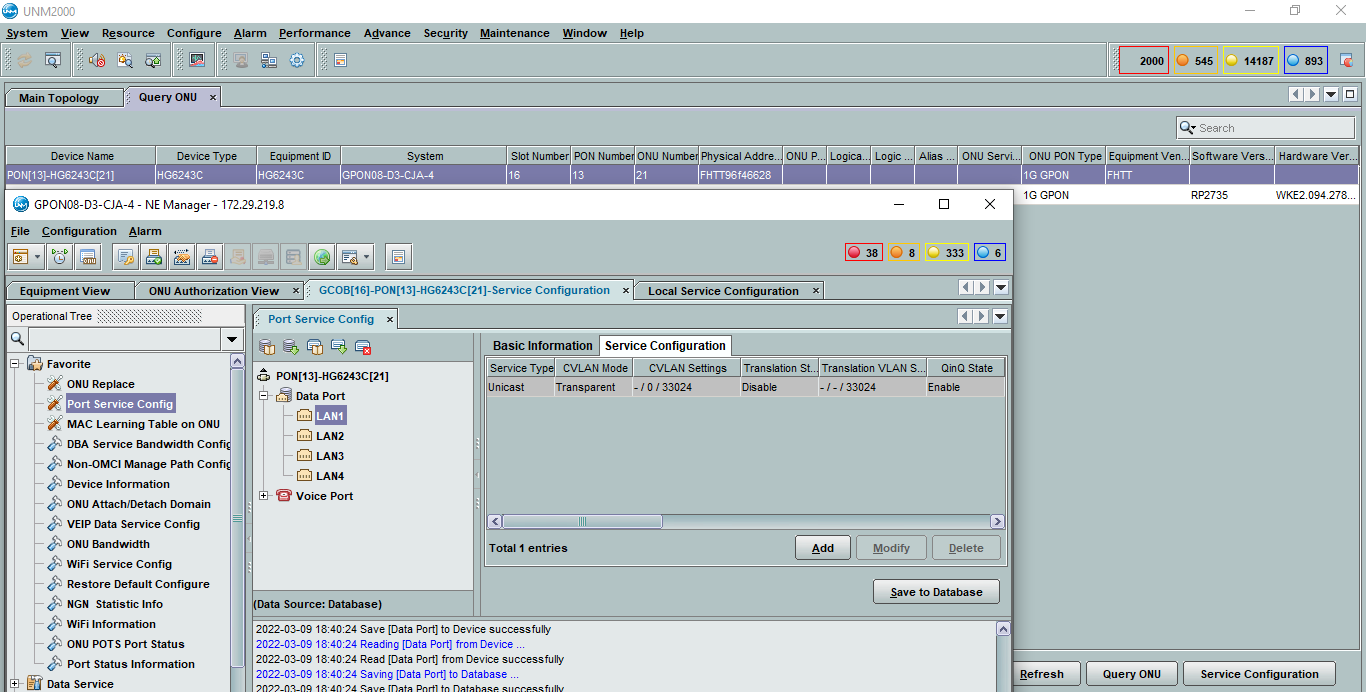 UNM2000
System View Resource Configure Alarm Performance Advance Security Maintenance Window Help
2000 545 14187 893
Main Topology Query ONU
Search
Device Name Device Type Equipment ID System Slot Number PON Number ONU Number Physical Addre... ONU P... Logica... Logic ... Alias ... ONU Servi... ONU PON Type Equipment Ven... Software Vers... Hardware Ver...
PON[13]-HG6243C[21] HG6243C HG6243C GPON08-D3-CJA-4 16 13 21 FHTT96f46628 1G GPON FHTT
1G GPON RP2735 WKE2.094.278...
GPON08-D3-CJA-4 - NE Manager - 172.29.219.8
File Configuration Alarm
38 8 333 6
Equipment View ONU Authorization View GCOB[16]-PON[13]-HG6243C[21]-Service Configuration Local Service Configuration
Operational Tree
Favorite
ONU Replace
Port Service Config
MAC Learning Table on ONU
DBA Service Bandwidth Config
Non-OMCI Manage Path Config
Device Information
ONU Attach/Detach Domain
VEIP Data Service Config
ONU Bandwidth
WiFi Service Config
Restore Default Configure
NGN Statistic Info
WiFi Information
ONU POTS Port Status
Port Status Information
Data Service
Port Service Config
PON[13]-HG6243C[21]
Data Port
LAN1
LAN2
LAN3
LAN4
Voice Port
(Data Source: Database)
Basic Information Service Configuration
Service Type CVLAN Mode CVLAN Settings Translation St... Translation VLAN S... QinQ State
Unicast Transparent - / 0 / 33024 Disable - / - / 33024 Enable
Total 1 entries
Add Modify Delete
Save to Database
2022-03-09 18:40:24 Save [Data Port] to Device successfully
2022-03-09 18:40:24 Reading [Data Port] from Device ...
2022-03-09 18:40:24 Read [Data Port] from Device successfully
2022-03-09 18:40:24 Saving [Data Port] to Database ...
2022-03-09 18:40:24 Save [Data Port] to Database successfully
Refresh Query ONU Service Configuration